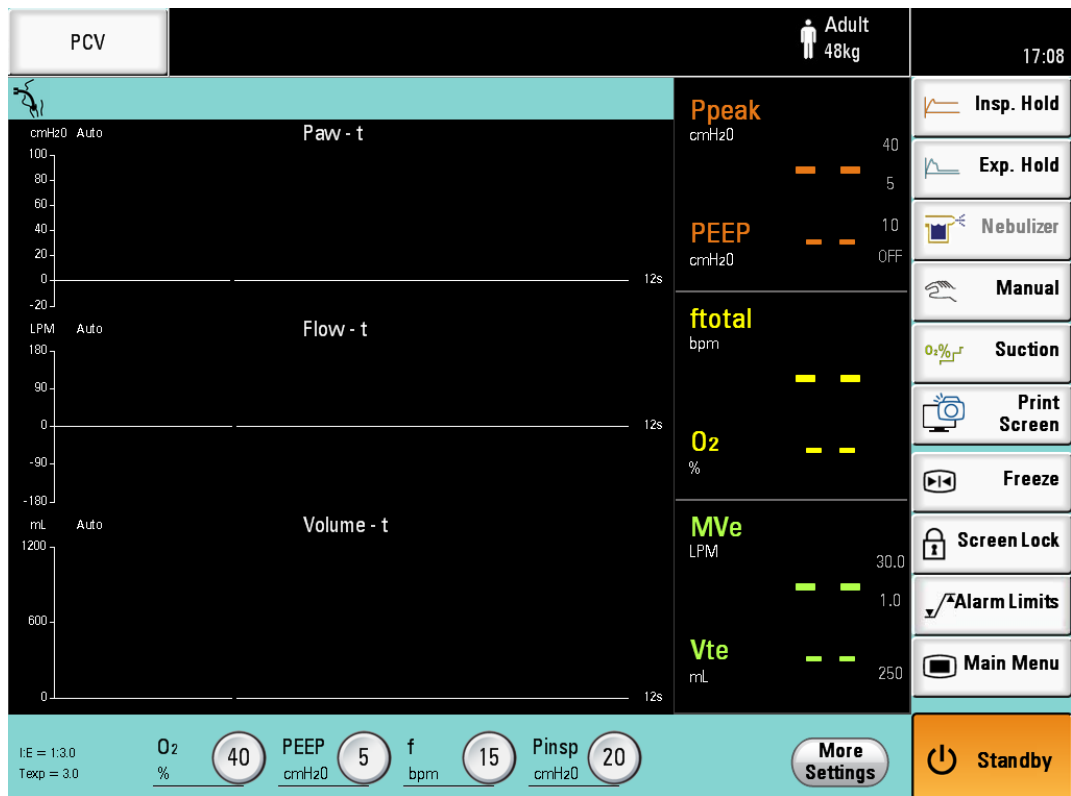 PCV
Adult
48kg
17:08
cmH2O Auto
Paw - t
100
80
60
40
20
0
-20
12s
LPM Auto
Flow - t
180
90
0
-90
-180
12s
mL Auto
Volume - t
1200
600
0
12s
Ppeak
cmH2O
40
-- --
5
PEEP
cmH2O
10
-- --
OFF
ftotal
bpm
-- --
O2
%
-- --
MVe
LPM
30.0
-- --
1.0
Vte
mL
-- --
250
Insp. Hold
Exp. Hold
Nebulizer
Manual
O2%
Suction
Print
Screen
Freeze
Screen Lock
Alarm Limits
Main Menu
I:E = 1:3.0
Texp = 3.0
O2
%
40
PEEP
cmH2O
5
f
bpm
15
Pinsp
cmH2O
20
More
Settings
Standby